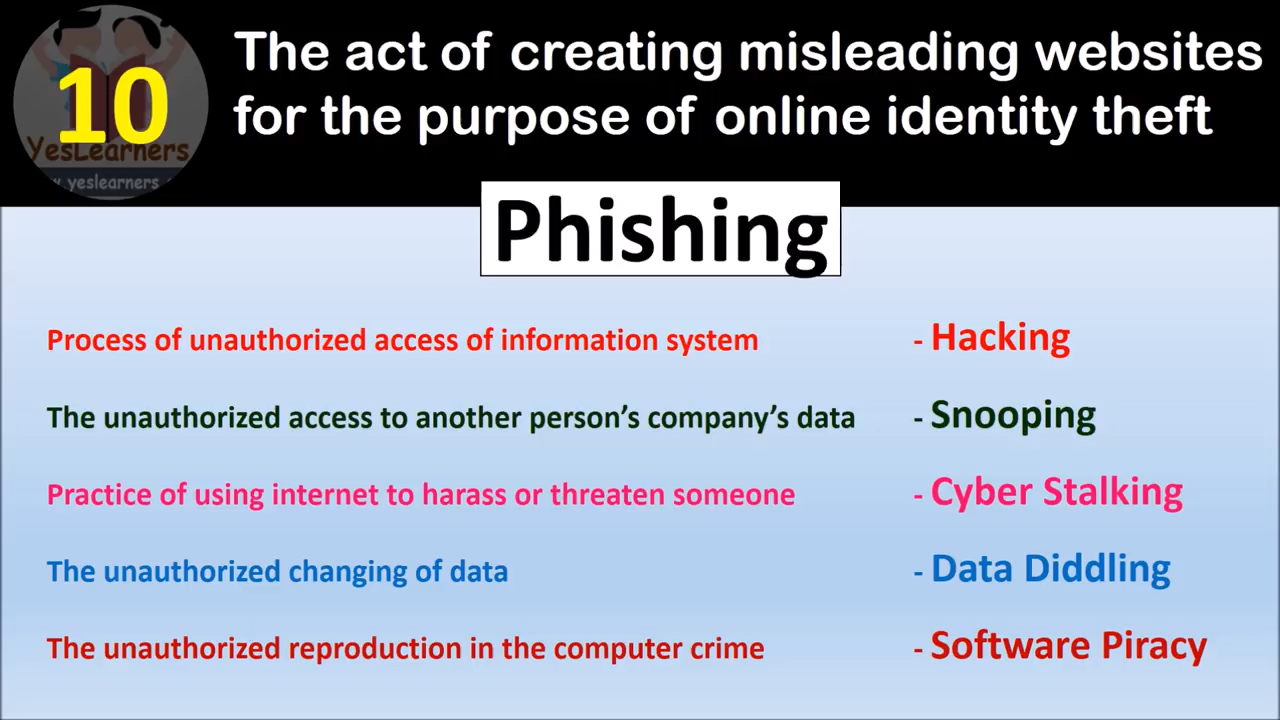 10
YesLearners
w.yeslearners.
The act of creating misleading websites
for the purpose of online identity theft
Phishing
Process of unauthorized access of information system - Hacking
The unauthorized access to another person’s company’s data - Snooping
Practice of using internet to harass or threaten someone - Cyber Stalking
The unauthorized changing of data - Data Diddling
The unauthorized reproduction in the computer crime - Software Piracy